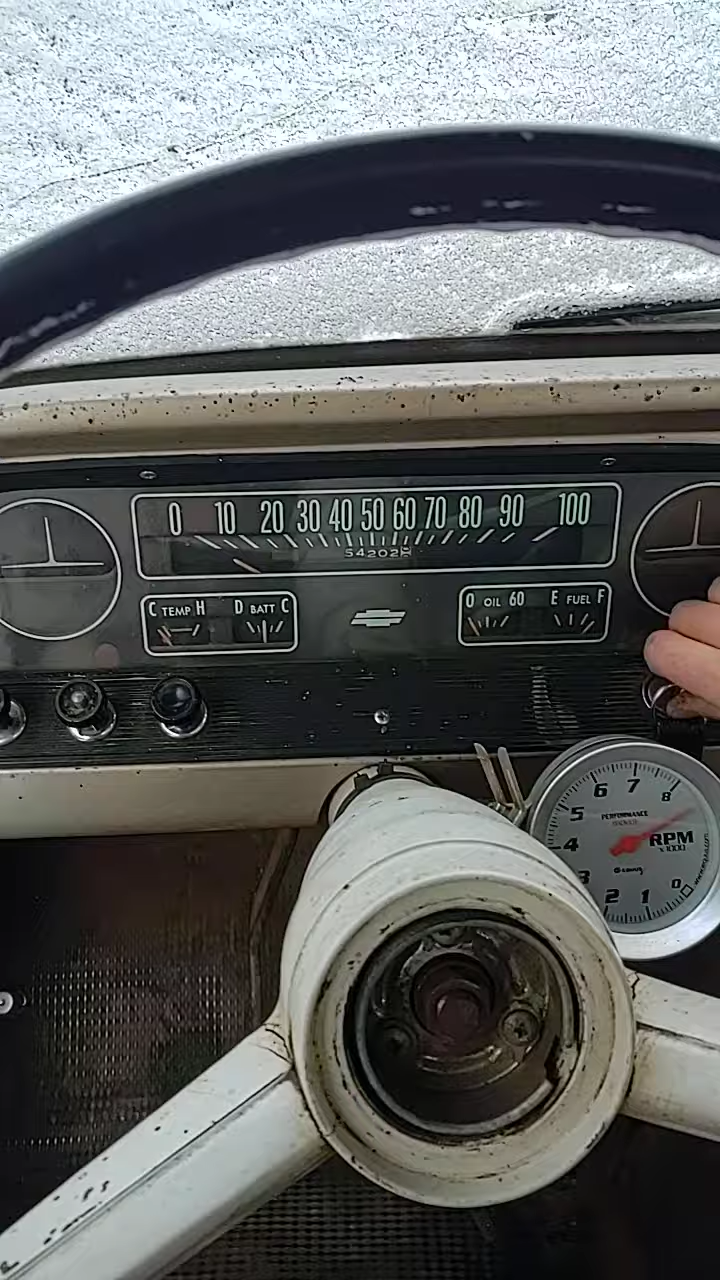 0 10 20 30 40 50 60 70 80 90 100
54202
C TEMP H D BATT C
0 OIL 60 E FUEL F
0 1 2 3 4 5 6 7 8
PERFORMANCE
RPM
x1000